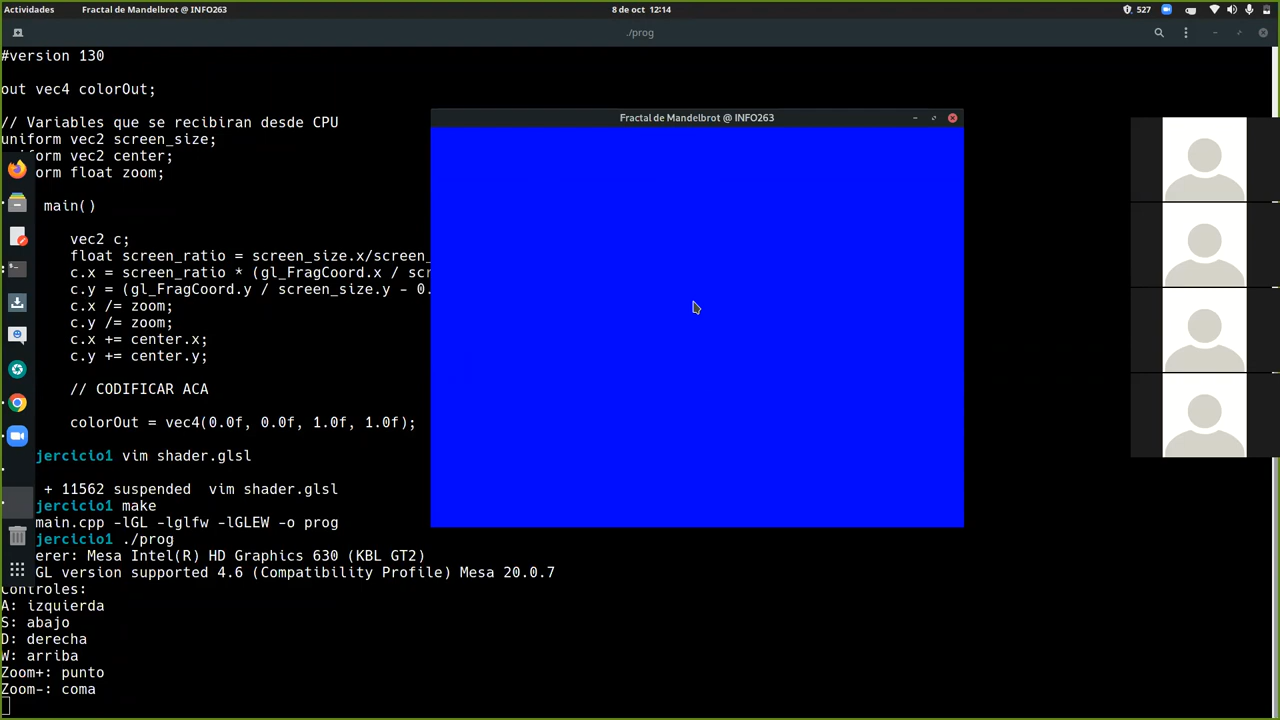 Actividades
Fractal de Mandelbrot @ INFO263
8 de oct 12:14
527
./prog
#version 130
out vec4 colorOut;
// Variables que se recibiran desde CPU
uniform vec2 screen_size;
iform vec2 center;
form float zoom;
main()
vec2 c;
float screen_ratio = screen_size.x/screen_
c.x = screen_ratio * (gl_FragCoord.x / scr
c.y = (gl_FragCoord.y / screen_size.y - 0.
c.x /= zoom;
c.y /= zoom;
c.x += center.x;
c.y += center.y;
// CODIFICAR ACA
colorOut = vec4(0.0f, 0.0f, 1.0f, 1.0f);
jercicio1 vim shader.glsl
+ 11562 suspended  vim shader.glsl
jercicio1 make
main.cpp -lGL -lglfw -lGLEW -o prog
jercicio1 ./prog
erer: Mesa Intel(R) HD Graphics 630 (KBL GT2)
GL version supported 4.6 (Compatibility Profile) Mesa 20.0.7
Controles:
A: izquierda
S: abajo
D: derecha
W: arriba
Zoom+: punto
Zoom-: coma
Fractal de Mandelbrot @ INFO263